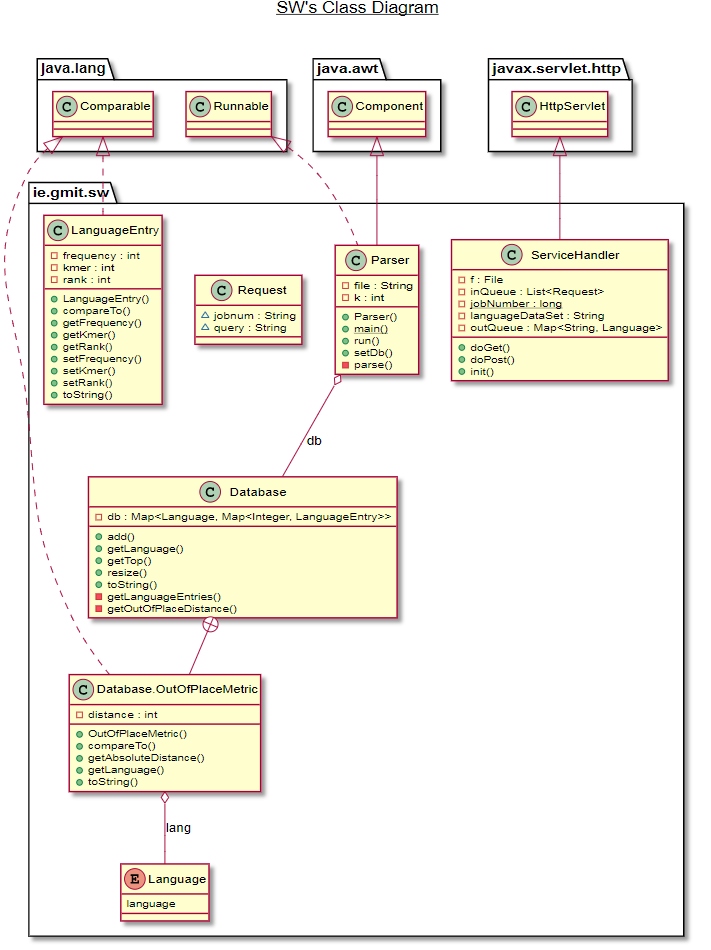 SW's Class Diagram
java.lang
C Comparable
C Runnable
java.awt
C Component
javax.servlet.http
C HttpServlet
ie.gmit.sw
C LanguageEntry
frequency : int
kmer : int
rank : int
LanguageEntry()
compareTo()
getFrequency()
getKmer()
getRank()
setFrequency()
setKmer()
setRank()
toString()
C Request
jobnum : String
query : String
C Parser
file : String
k : int
Parser()
main()
run()
setDb()
parse()
C ServiceHandler
f : File
inQueue : List<Request>
jobNumber : long
languageDataSet : String
outQueue : Map<String, Language>
doGet()
doPost()
init()
db
C Database
db : Map<Language, Map<Integer, LanguageEntry>>
add()
getLanguage()
getTop()
resize()
toString()
getLanguageEntries()
getOutOfPlaceDistance()
C Database.OutOfPlaceMetric
distance : int
OutOfPlaceMetric()
compareTo()
getAbsoluteDistance()
getLanguage()
toString()
lang
E Language
language